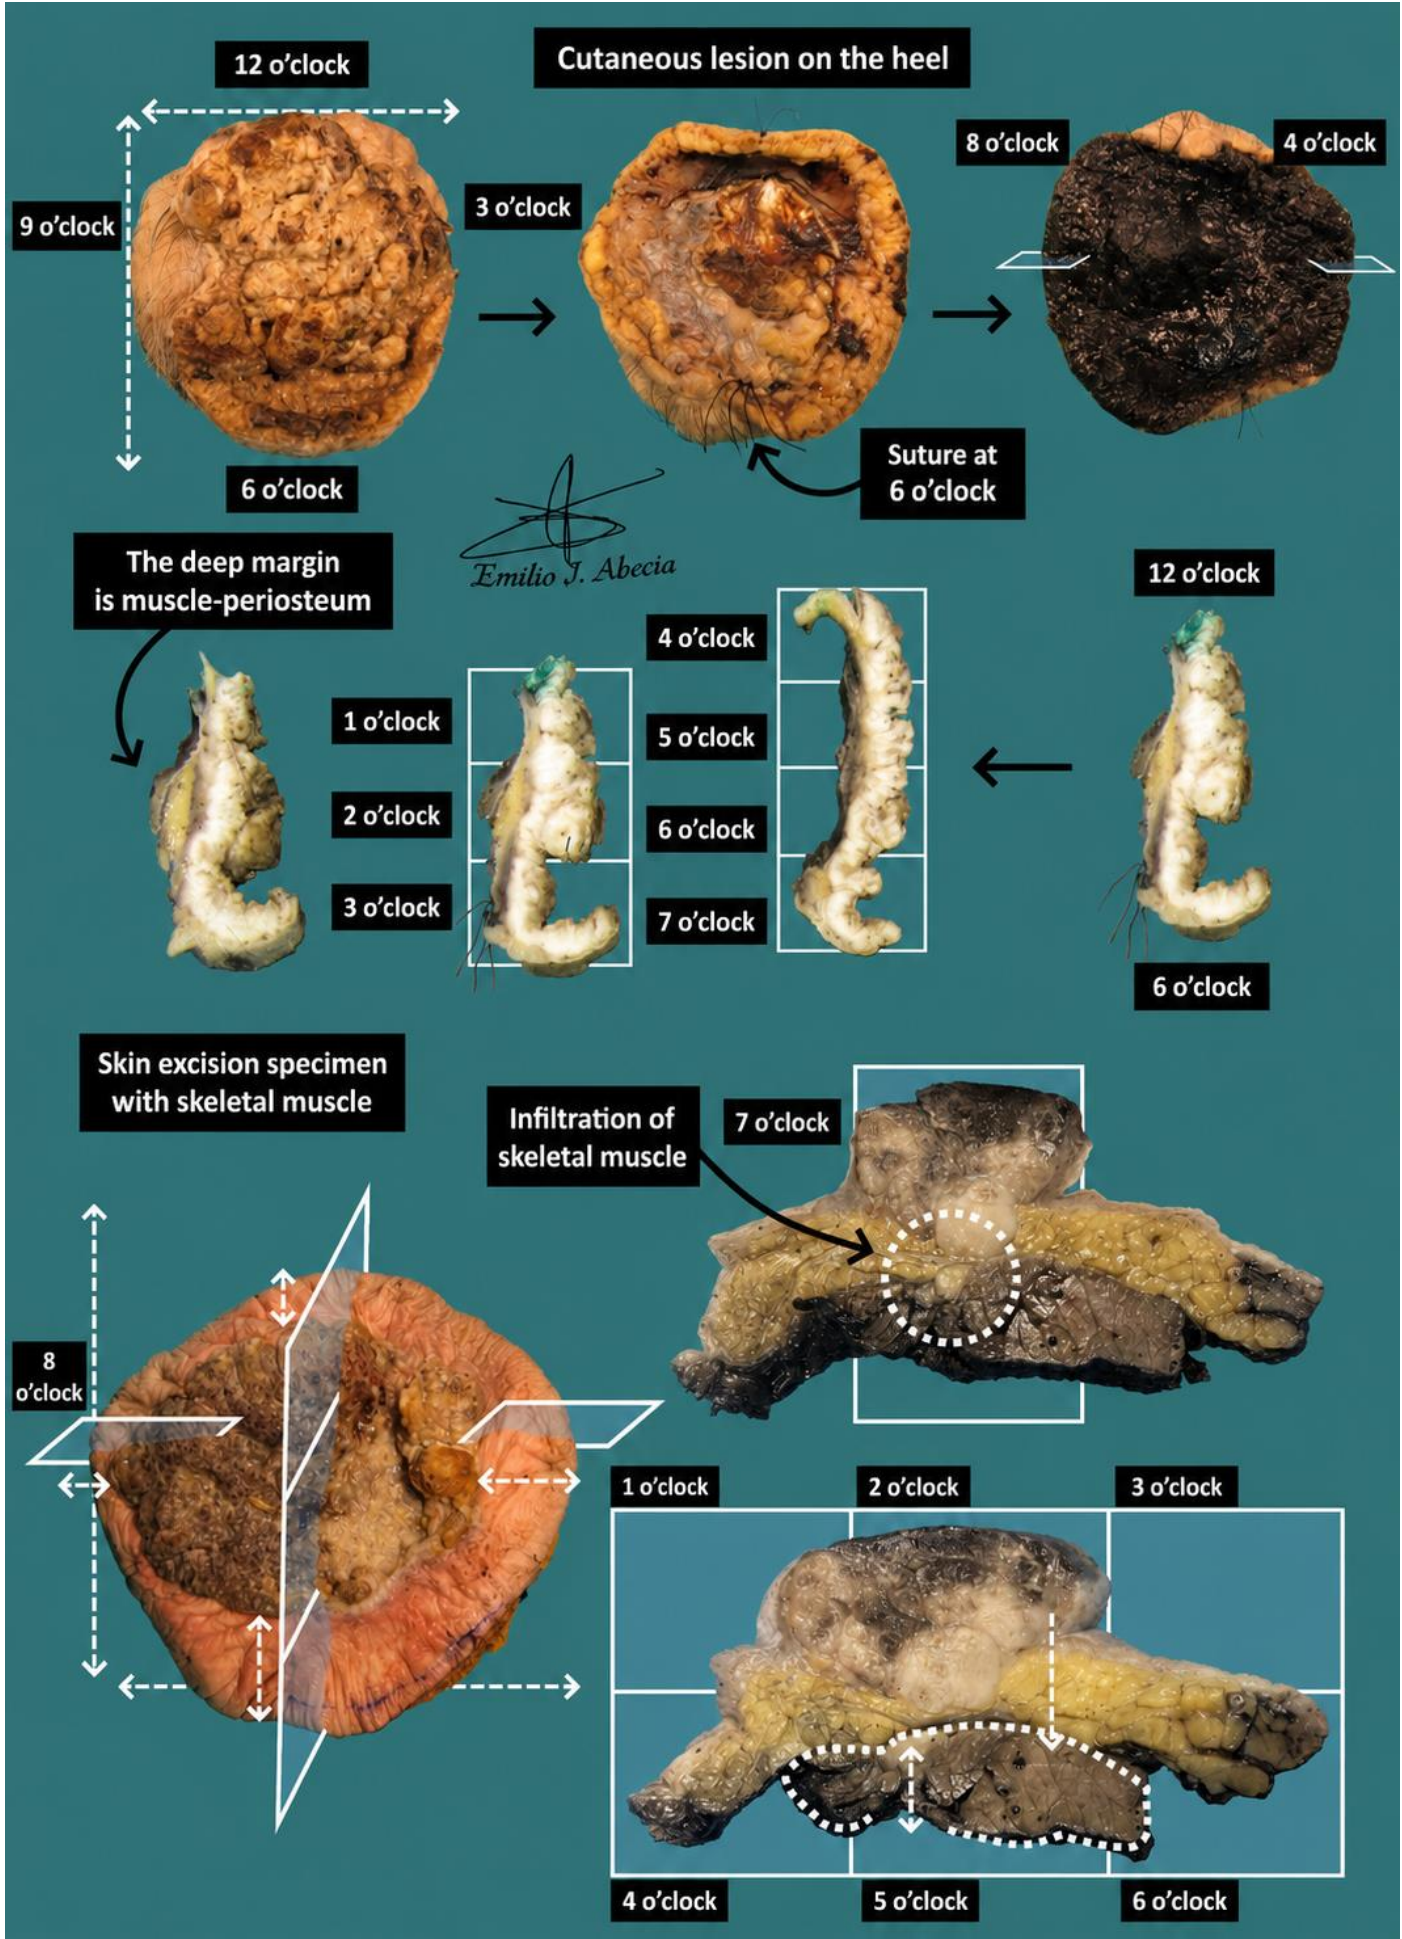 12 o'clock
Cutaneous lesion on the heel
8 o'clock
4 o'clock
9 o'clock
3 o'clock
6 o'clock
Suture at
6 o'clock
Emilio J. Abecia
The deep margin
is muscle-periosteum
12 o'clock
4 o'clock
1 o'clock
5 o'clock
2 o'clock
6 o'clock
3 o'clock
7 o'clock
6 o'clock
Skin excision specimen
with skeletal muscle
Infiltration of
skeletal muscle
7 o'clock
8
o'clock
1 o'clock
2 o'clock
3 o'clock
4 o'clock
5 o'clock
6 o'clock